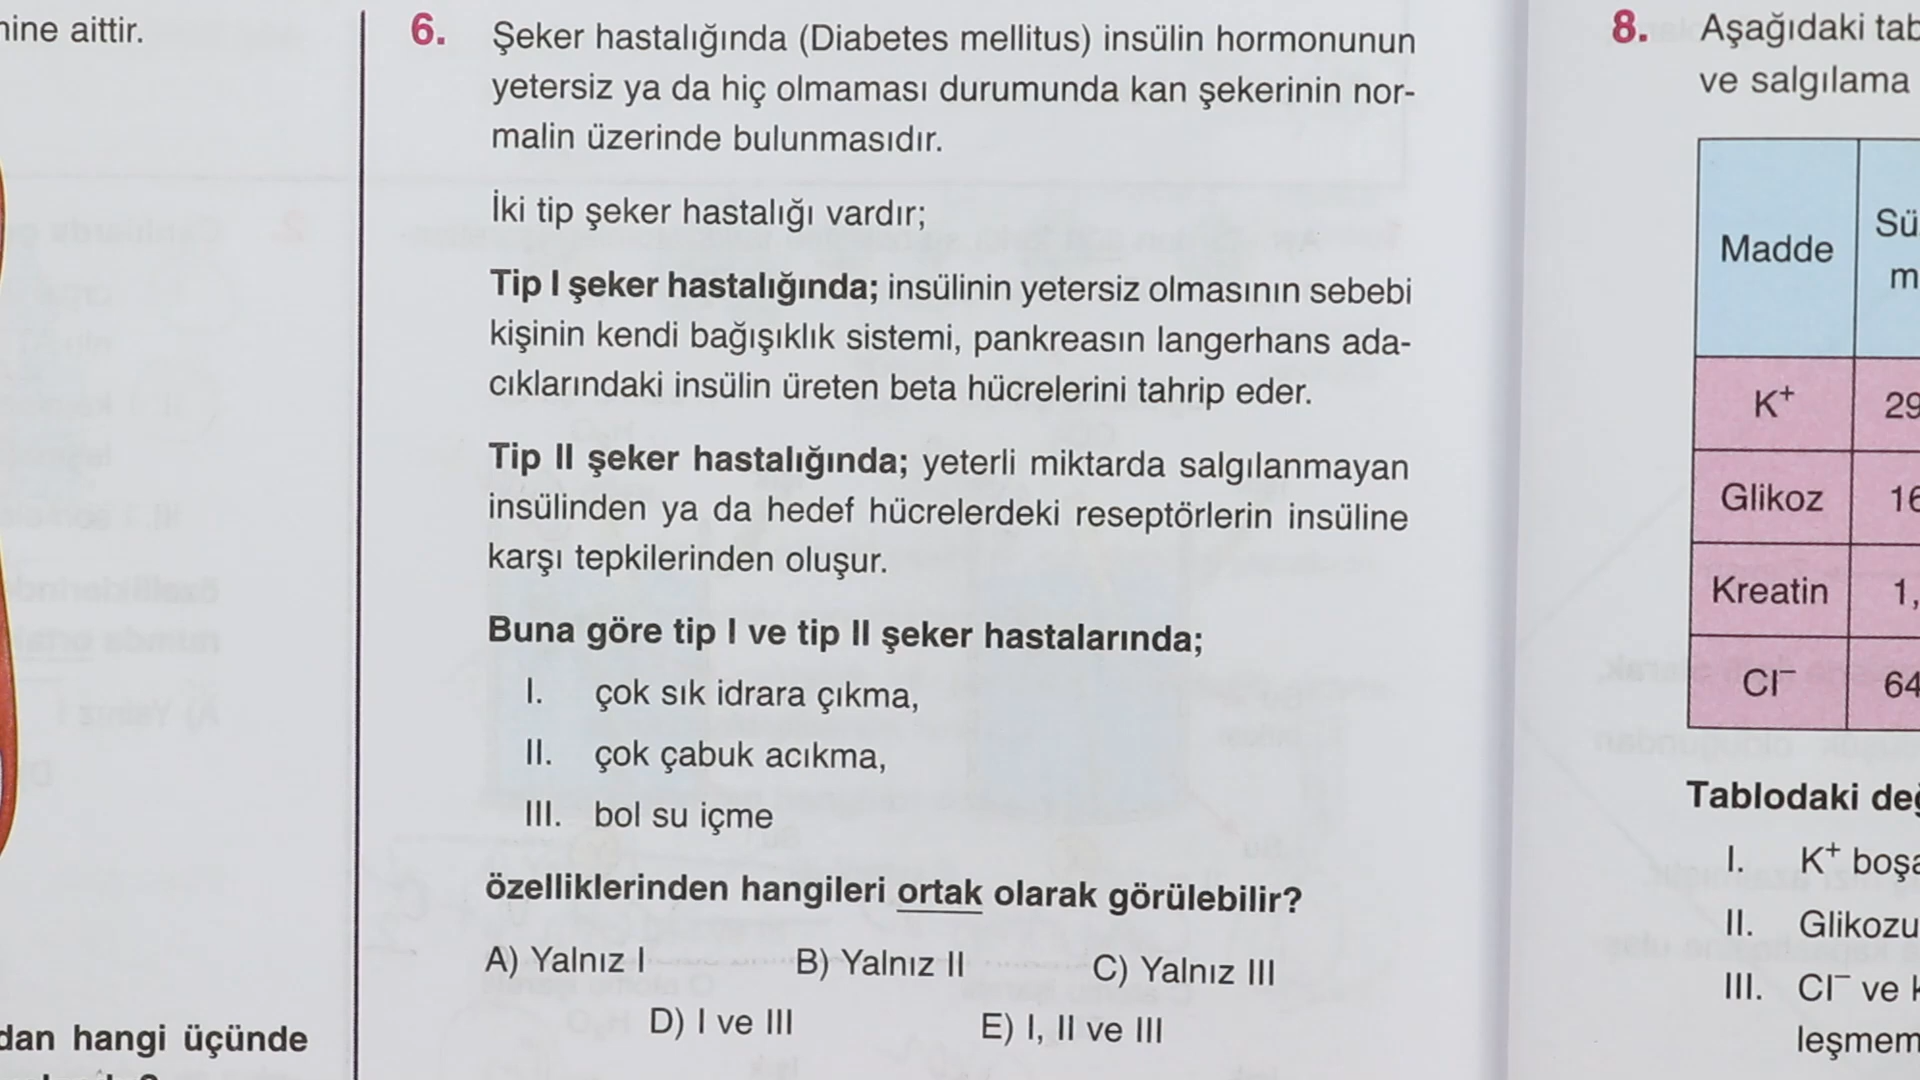 mine aittir.
dan hangi üçünde
6. Şeker hastalığında (Diabetes mellitus) insülin hormonunun
yetersiz ya da hiç olmaması durumunda kan şekerinin nor-
malin üzerinde bulunmasıdır.
İki tip şeker hastalığı vardır;
Tip I şeker hastalığında; insülinin yetersiz olmasının sebebi
kişinin kendi bağışıklık sistemi, pankreasın langerhans ada-
cıklarındaki insülin üreten beta hücrelerini tahrip eder.
Tip II şeker hastalığında; yeterli miktarda salgılanmayan
insülinden ya da hedef hücrelerdeki reseptörlerin insüline
karşı tepkilerinden oluşur.
Buna göre tip I ve tip II şeker hastalarında;
I. çok sık idrara çıkma,
II. çok çabuk acıkma,
III. bol su içme
özelliklerinden hangileri ortak olarak görülebilir?
A) Yalnız I B) Yalnız II C) Yalnız III
D) I ve III E) I, II ve III
8. Aşağıdaki tab
ve salgılama
Madde Sü
m
K⁺ 29
Glikoz 16
Kreatin 1,
Cl⁻ 64
Tablodaki değ
I. K⁺ boşa
II. Glikozu
III. Cl⁻ ve k
leşmem